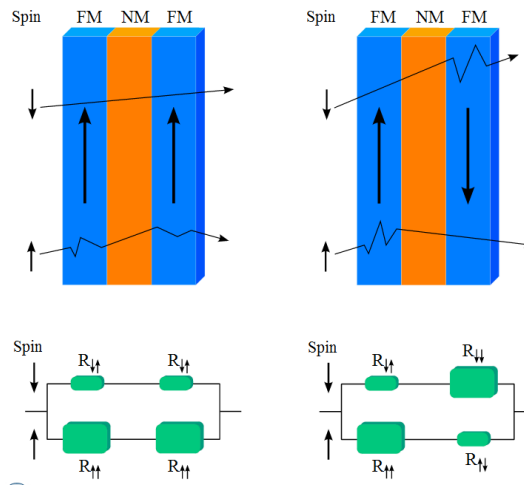 Spin FM NM FM
Spin FM NM FM
Spin
R↓↑ R↓↑
R↑↑ R↑↑
Spin
R↓↑ R↓↓
R↑↑ R↑↓